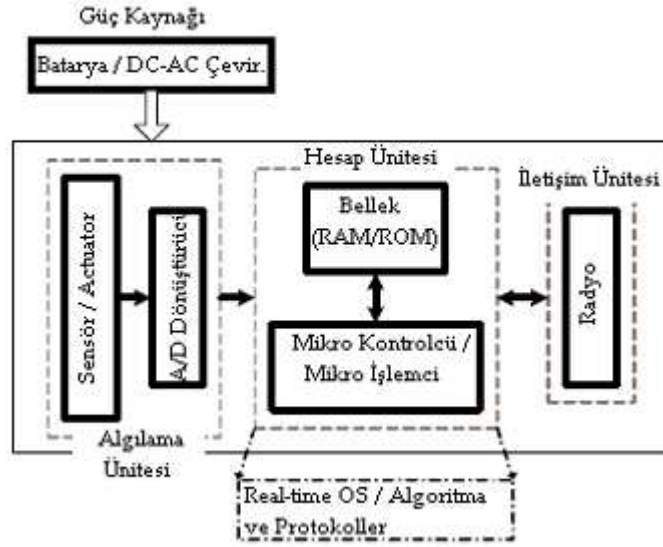 Güç Kaynağı
Batarya / DC-AC Çevir.
Sensör / Actuator
A/D Dönüştürücü
Algılama
Ünitesi
Hesap Ünitesi
Bellek
(RAM/ROM)
Mikro Kontrolcü /
Mikro İşlemci
İletişim Ünitesi
Radyo
Real-time OS / Algoritma
ve Protokoller